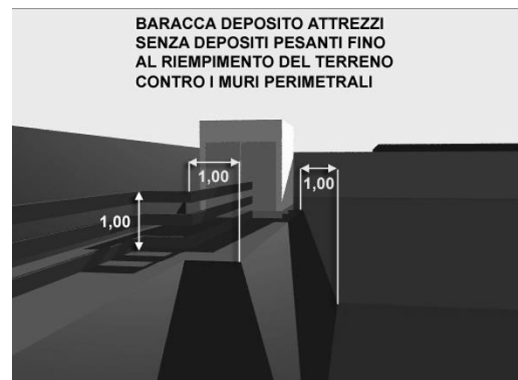 BARACCA DEPOSITO ATTREZZI
SENZA DEPOSITI PESANTI FINO
AL RIEMPIMENTO DEL TERRENO
CONTRO I MURI PERIMETRALI
1,00
1,00
1,00